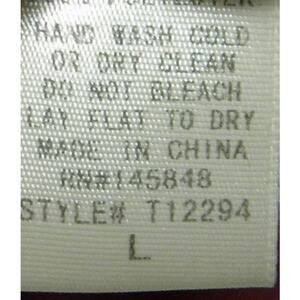 HAND WASH COLD
OR DRY CLEAN
DO NOT BLEACH
LAY FLAT TO DRY
MADE IN CHINA
RN#145848
STYLE# T12294
L